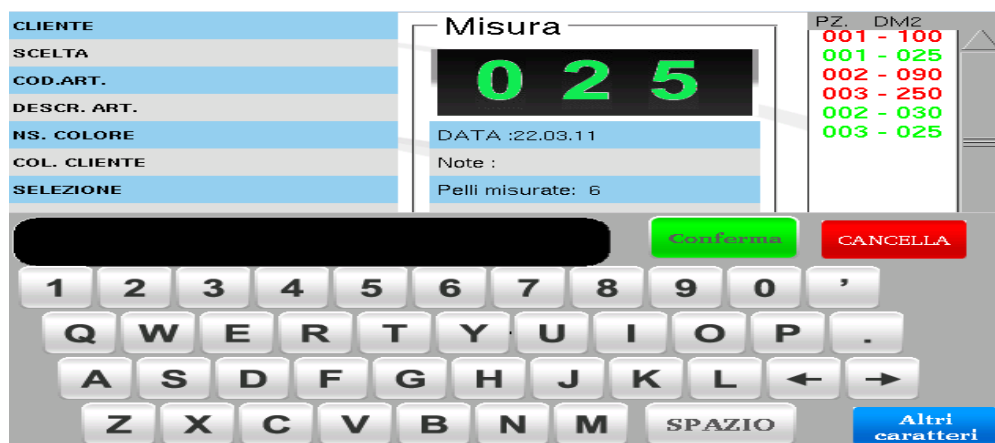 CLIENTE
SCELTA
COD.ART.
DESCR. ART.
NS. COLORE
COL. CLIENTE
SELEZIONE
Misura
025
DATA :22.03.11
Note :
Pelli misurate: 6
PZ. DM2
001 - 100
001 - 025
002 - 090
003 - 250
002 - 030
003 - 025
Conferma CANCELLA
1 2 3 4 5 6 7 8 9 0 ,
Q W E R T Y U I O P .
A S D F G H J K L ← →
Z X C V B N M SPAZIO
Altri
caratteri